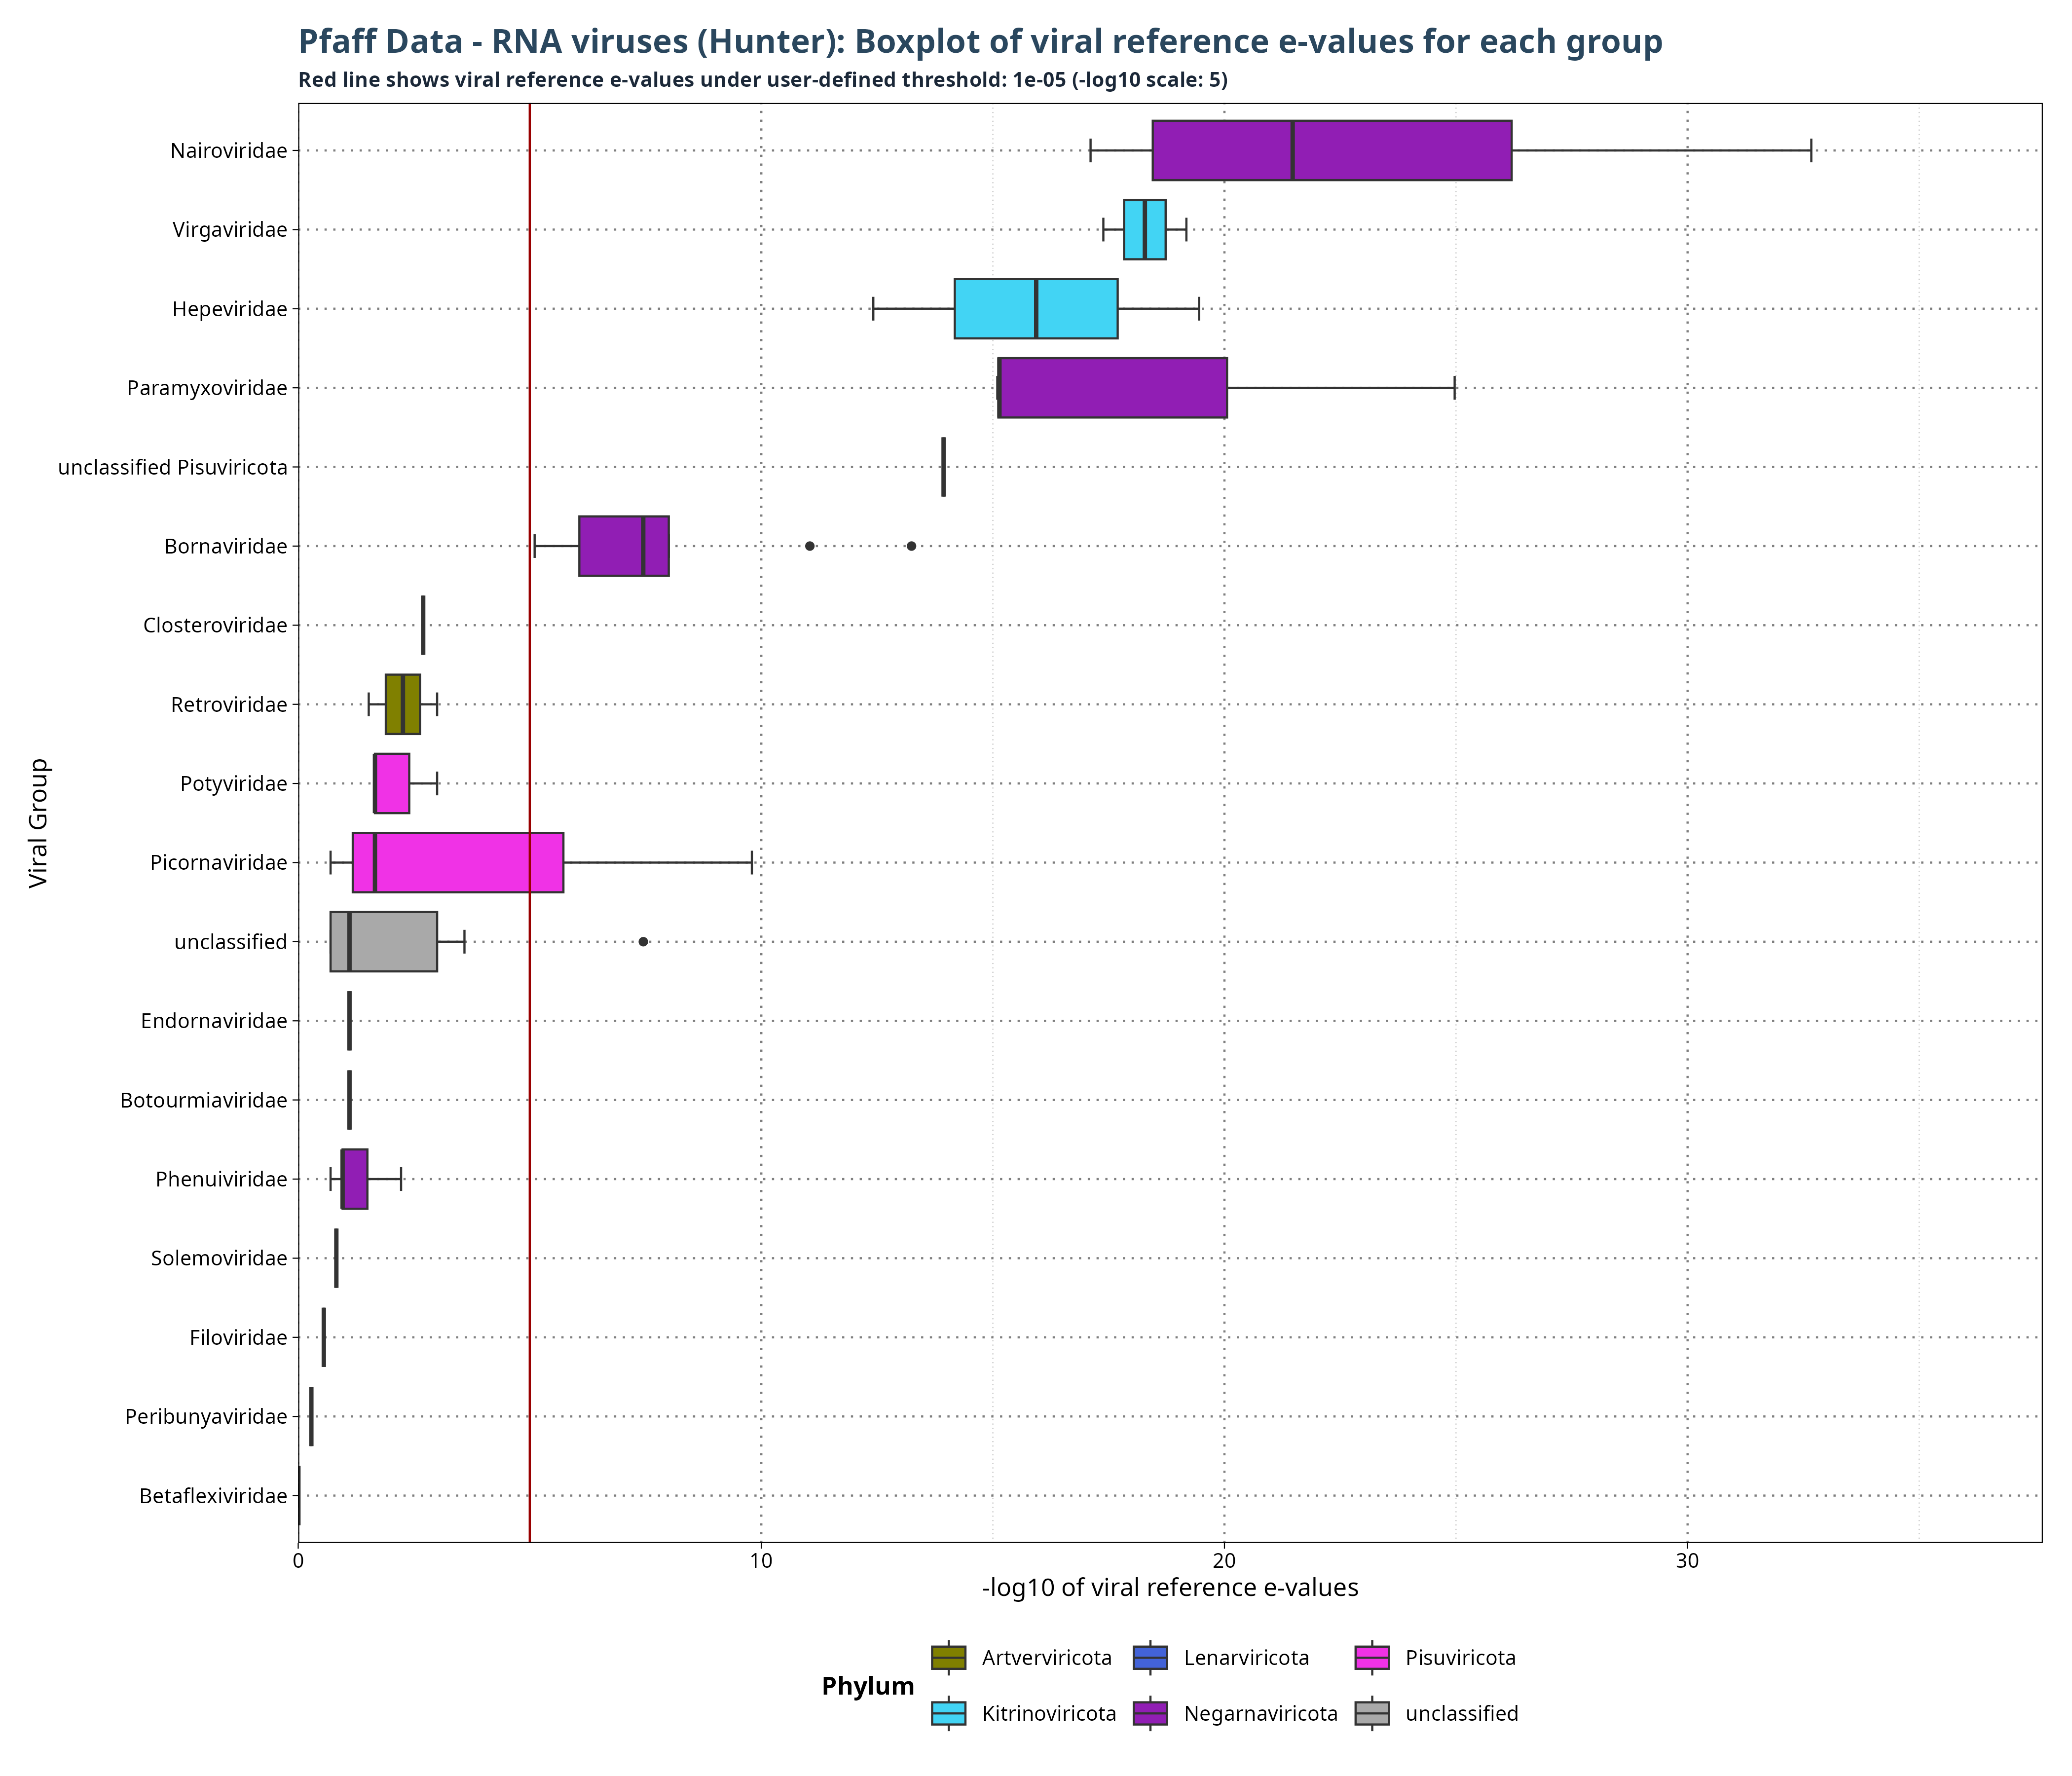 Pfaff Data - RNA viruses (Hunter): Boxplot of viral reference e-values for each group
Red line shows viral reference e-values under user-defined threshold: 1e-05 (-log10 scale: 5)
Viral Group
Nairoviridae
Virgaviridae
Hepeviridae
Paramyxoviridae
unclassified Pisuviricota
Bornaviridae
Closteroviridae
Retroviridae
Potyviridae
Picornaviridae
unclassified
Endornaviridae
Botourmiaviridae
Phenuiviridae
Solemoviridae
Filoviridae
Peribunyaviridae
Betaflexiviridae
0 10 20 30
-log10 of viral reference e-values
Phylum
Artverviricota Lenarviricota Pisuviricota
Kitrinoviricota Negarnaviricota unclassified